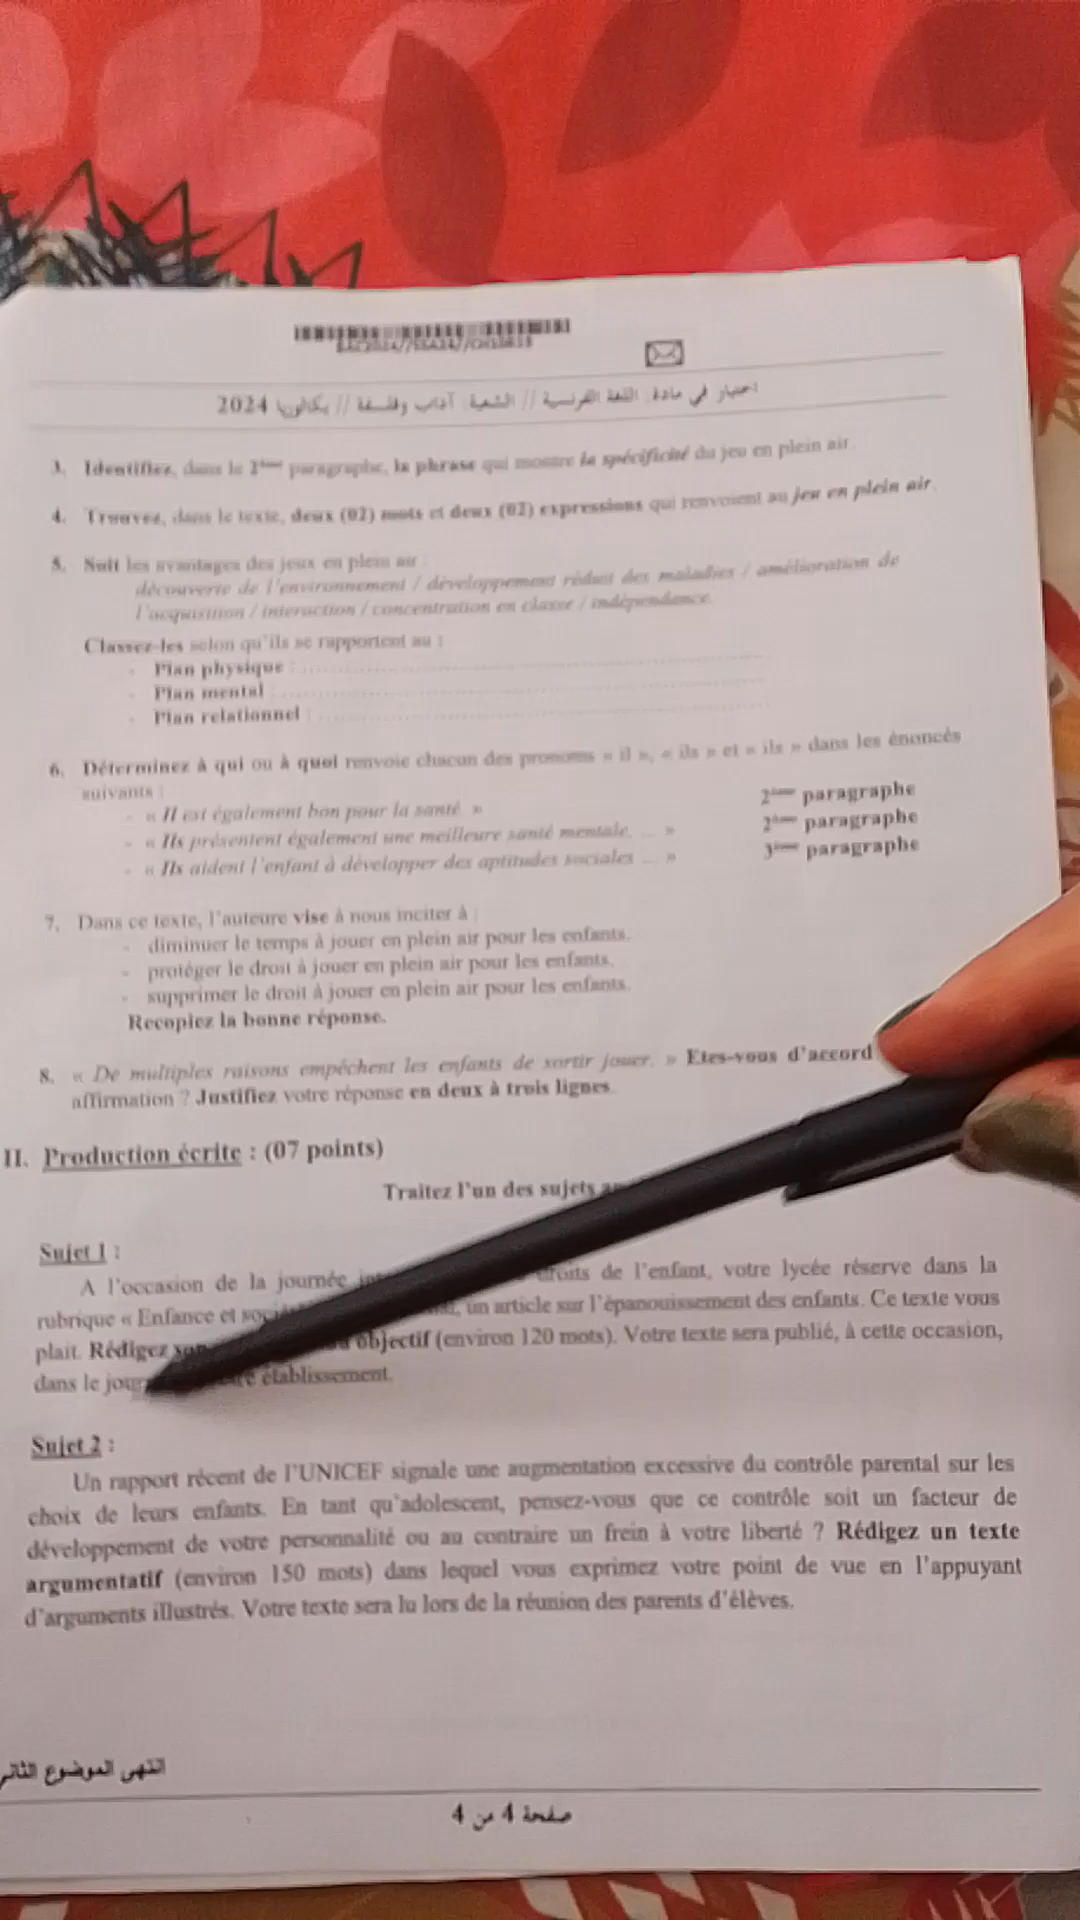 اختبار في مادة: اللغة الفرنسية // الشعبة: آداب وفلسفة // بكالوريا 2024
3. Identifiez, dans le 2ème paragraphe, la phrase qui montre la spécificité du jeu en plein air.
4. Trouvez, dans le texte, deux (02) mots et deux (02) expressions qui renvoient au jeu en plein air.
5. Soit les avantages des jeux en plein air :
découverte de l'environnement / développement réduit des maladies / amélioration de
l'acquisition / interaction / concentration en classe / indépendance.
Classez-les selon qu'ils se rapportent au :
- Plan physique :
- Plan mental :
- Plan relationnel :
6. Déterminez à qui ou à quoi renvoie chacun des pronoms « il », « ils » et « ils » dans les énoncés
suivants :
- « Il est également bon pour la santé. » 2ème paragraphe
- « Ils présentent également une meilleure santé mentale. ... » 2ème paragraphe
- « Ils aident l'enfant à développer des aptitudes sociales ... » 3ème paragraphe
7. Dans ce texte, l'auteure vise à nous inciter à :
- diminuer le temps à jouer en plein air pour les enfants.
- protéger le droit à jouer en plein air pour les enfants.
- supprimer le droit à jouer en plein air pour les enfants.
Recopiez la bonne réponse.
8. « De multiples raisons empêchent les enfants de sortir jouer. » Etes-vous d'accord
affirmation ? Justifiez votre réponse en deux à trois lignes.
II. Production écrite : (07 points)
Traitez l'un des sujets
Sujet 1 :
A l'occasion de la journée droits de l'enfant, votre lycée réserve dans la
rubrique « Enfance et un article sur l'épanouissement des enfants. Ce texte vous
plait. Rédigez objectif (environ 120 mots). Votre texte sera publié, à cette occasion,
dans le établissement.
Sujet 2 :
Un rapport récent de l'UNICEF signale une augmentation excessive du contrôle parental sur les
choix de leurs enfants. En tant qu'adolescent, pensez-vous que ce contrôle soit un facteur de
développement de votre personnalité ou au contraire un frein à votre liberté ? Rédigez un texte
argumentatif (environ 150 mots) dans lequel vous exprimez votre point de vue en l'appuyant
d'arguments illustrés. Votre texte sera lu lors de la réunion des parents d'élèves.
انتهى الموضوع الثاني
صفحة 4 من 4